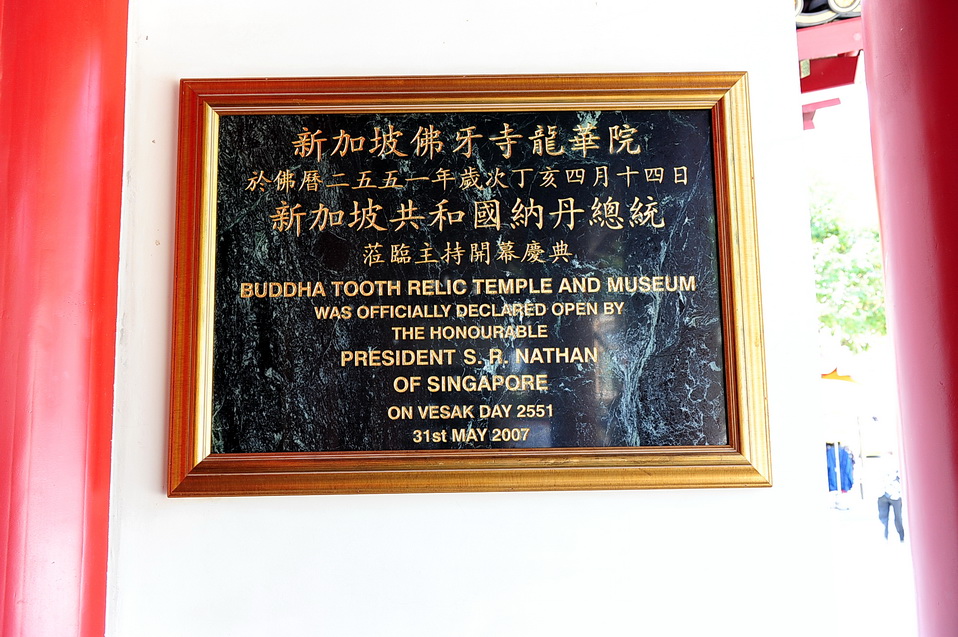 新加坡佛牙寺龍華院
於佛曆二五五一年歲次丁亥四月十四日
新加坡共和國納丹總統
蒞臨主持開幕慶典
BUDDHA TOOTH RELIC TEMPLE AND MUSEUM
WAS OFFICIALLY DECLARED OPEN BY
THE HONOURABLE
PRESIDENT S. R. NATHAN
OF SINGAPORE
ON VESAK DAY 2551
31st MAY 2007